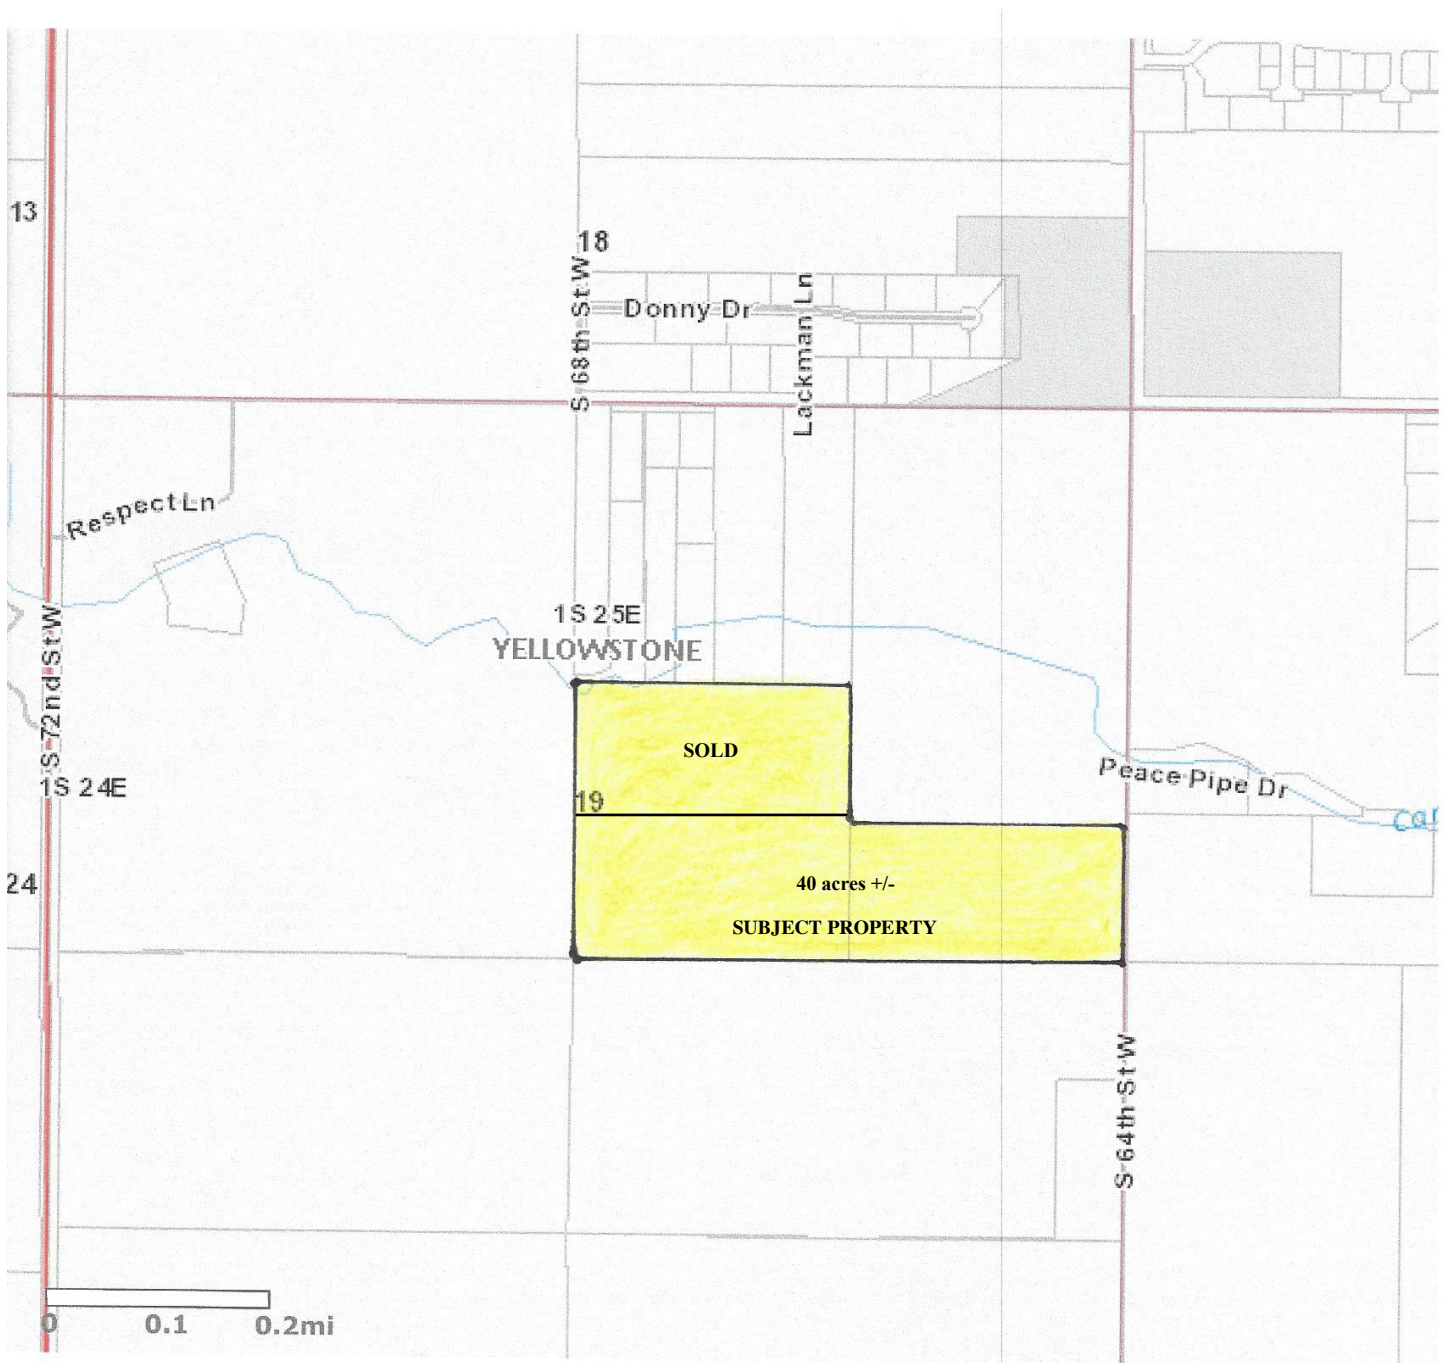 13
18
S 68th St W
Donny Dr
Lackman Ln
Respect Ln
1S 25E
YELLOWSTONE
S 72nd St W
SOLD
1S 24E
Peace Pipe Dr
19
Car
24
40 acres +/-
SUBJECT PROPERTY
S 64th St W
0 0.1 0.2mi